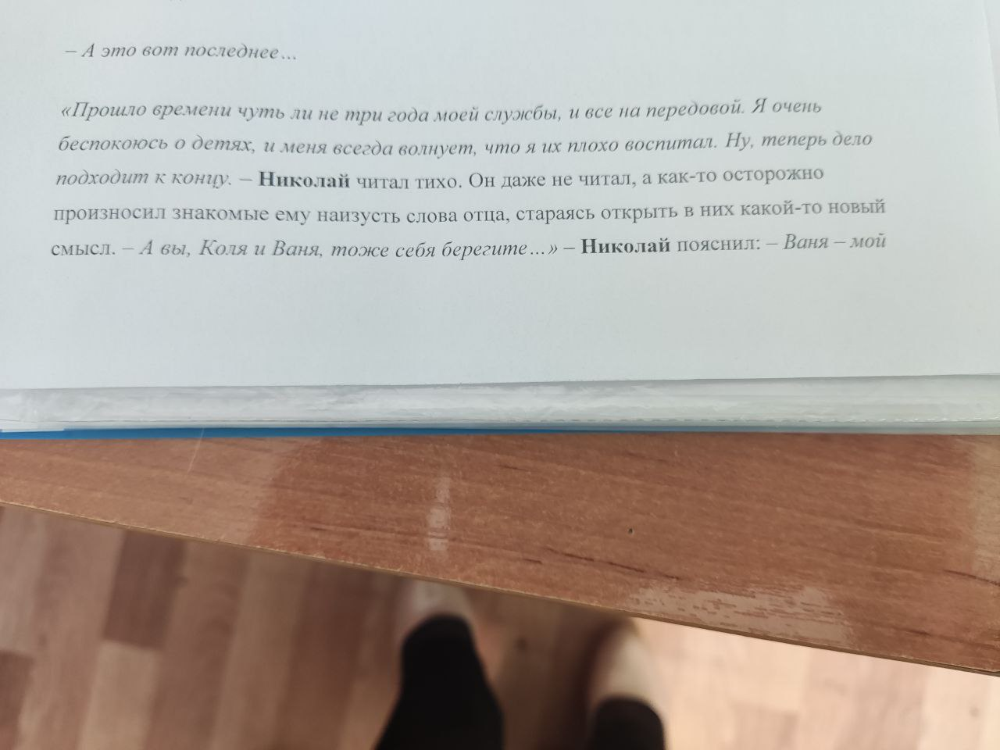 – А это вот последнее…
«Прошло времени чуть ли не три года моей службы, и все на передовой. Я очень
беспокоюсь о детях, и меня всегда волнует, что я их плохо воспитал. Ну, теперь дело
подходит к концу. – Николай читал тихо. Он даже не читал, а как-то осторожно
произносил знакомые ему наизусть слова отца, стараясь открыть в них какой-то новый
смысл. – А вы, Коля и Ваня, тоже себя берегите…» – Николай пояснил: – Ваня – мой